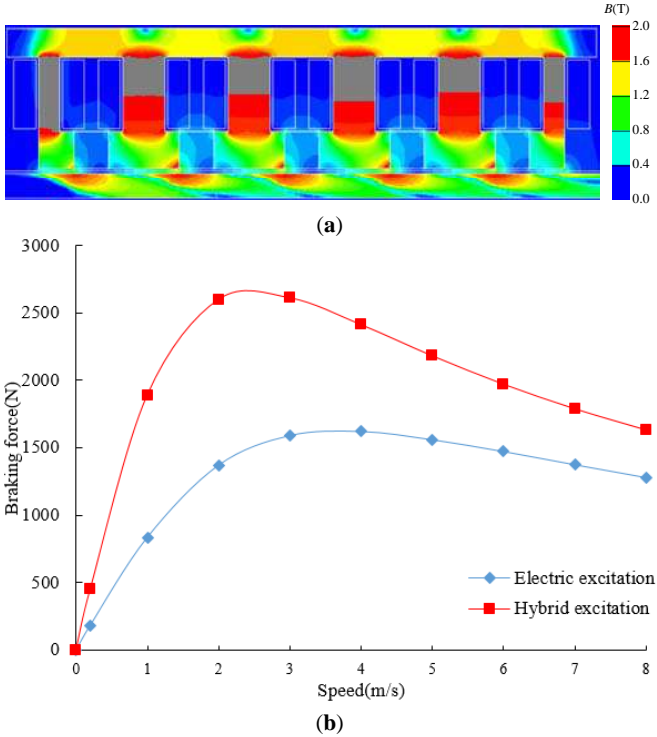 B(T)
2.0
1.6
1.2
0.8
0.4
0.0
(a)
3000
2500
2000
1500
1000
500
0
Braking force(N)
Electric excitation
Hybrid excitation
0 1 2 3 4 5 6 7 8
Speed(m/s)
(b)